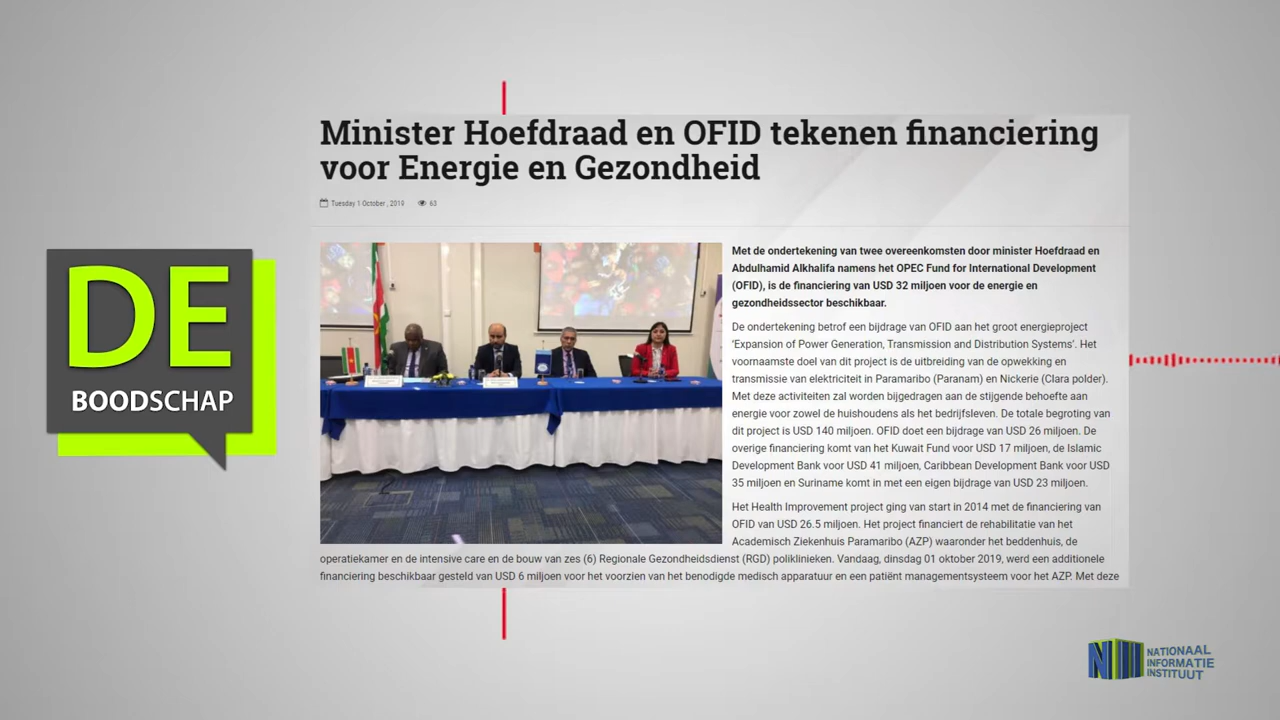 Minister Hoefdraad en OFID tekenen financiering
voor Energie en Gezondheid
Tuesday 1 October , 2019 63
DE
BOODSCHAP
Met de ondertekening van twee overeenkomsten door minister Hoefdraad en
Abdulhamid Alkhalifa namens het OPEC Fund for International Development
(OFID), is de financiering van USD 32 miljoen voor de energie en
gezondheidssector beschikbaar.
De ondertekening betrof een bijdrage van OFID aan het groot energieproject
‘Expansion of Power Generation, Transmission and Distribution Systems’. Het
voornaamste doel van dit project is de uitbreiding van de opwekking en
transmissie van elektriciteit in Paramaribo (Paranam) en Nickerie (Clara polder).
Met deze activiteiten zal worden bijgedragen aan de stijgende behoefte aan
energie voor zowel de huishoudens als het bedrijfsleven. De totale begroting van
dit project is USD 140 miljoen. OFID doet een bijdrage van USD 26 miljoen. De
overige financiering komt van het Kuwait Fund voor USD 17 miljoen, de Islamic
Development Bank voor USD 41 miljoen, Caribbean Development Bank voor USD
35 miljoen en Suriname komt in met een eigen bijdrage van USD 23 miljoen.
Het Health Improvement project ging van start in 2014 met de financiering van
OFID van USD 26.5 miljoen. Het project financiert de rehabilitatie van het
Academisch Ziekenhuis Paramaribo (AZP) waaronder het beddenhuis, de
operatiekamer en de intensive care en de bouw van zes (6) Regionale Gezondheidsdienst (RGD) poliklinieken. Vandaag, dinsdag 01 oktober 2019, werd een additionele
financiering beschikbaar gesteld van USD 6 miljoen voor het voorzien van het benodigde medisch apparatuur en een patiënt managementsysteem voor het AZP. Met deze
NII
NATIONAAL
INFORMATIE
INSTITUUT